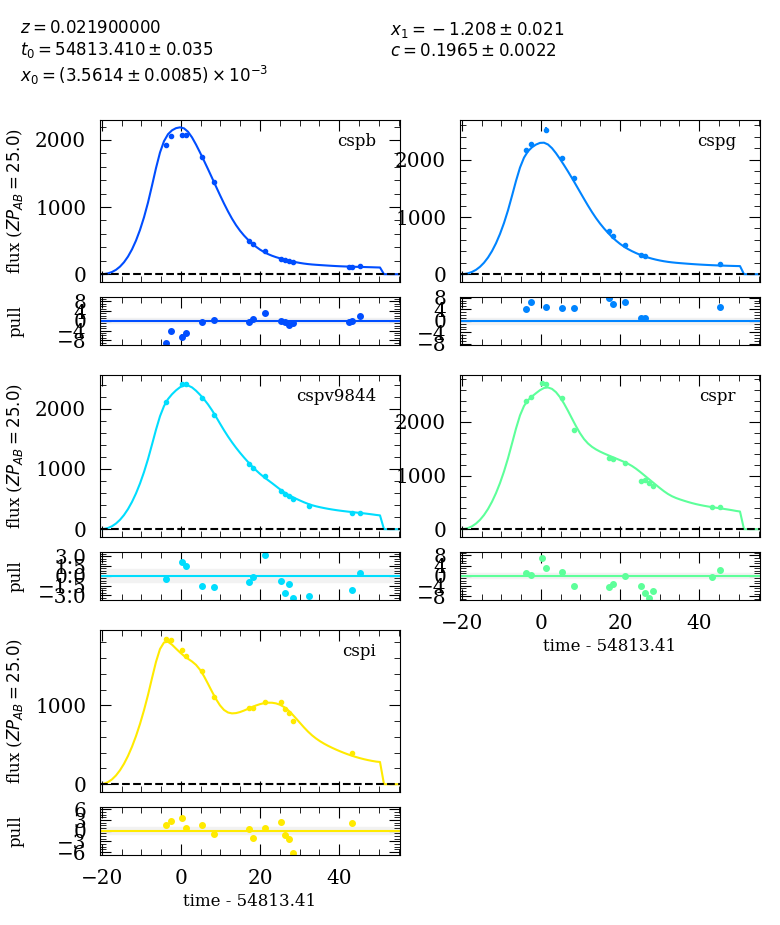 z = 0.021900000
t₀ = 54813.410 ± 0.035
x₀ = (3.5614 ± 0.0085) × 10⁻³
x₁ = −1.208 ± 0.021
c = 0.1965 ± 0.0022
flux (ZP_AB = 25.0)
2000
1000
0
cspb
pull
8
4
0
−4
−8
2000
1000
0
cspg
8
4
0
−4
−8
flux (ZP_AB = 25.0)
2000
1000
0
cspv9844
pull
3.0
1.5
0.0
−1.5
−3.0
2000
1000
0
cspr
8
4
0
−4
−8
−20 0 20 40
time - 54813.41
flux (ZP_AB = 25.0)
1000
0
cspi
pull
6
3
0
−3
−6
−20 0 20 40
time - 54813.41